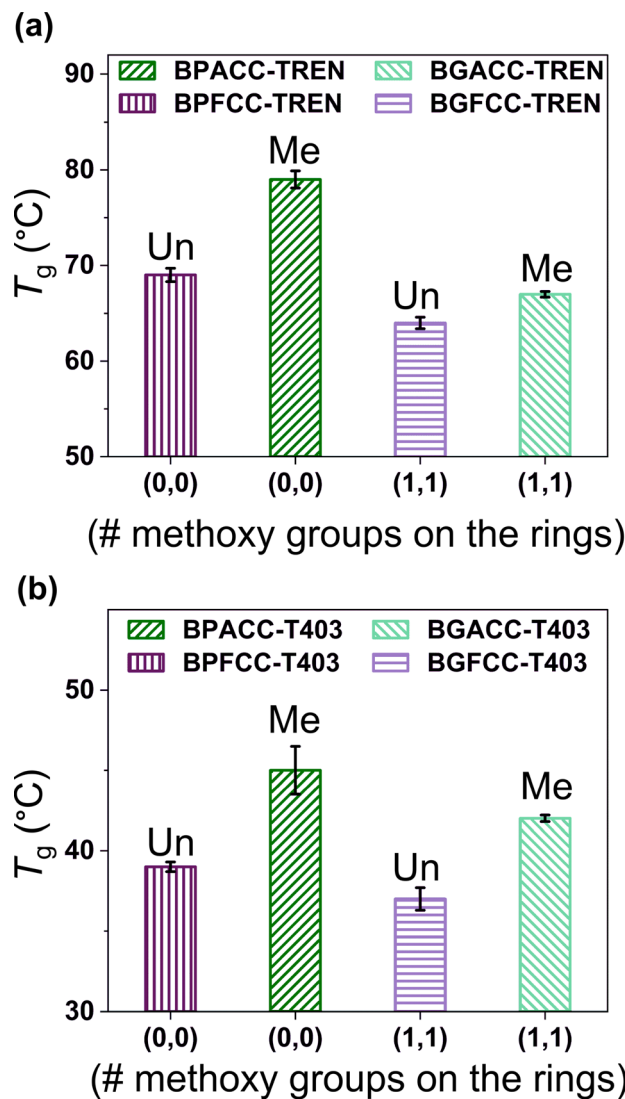 (a)
BPACC-TREN BGACC-TREN
BPFCC-TREN BGFCC-TREN
90
80
70
60
50
Tg (°C)
Un
Me
Un
Me
(0,0) (0,0) (1,1) (1,1)
(# methoxy groups on the rings)
(b)
BPACC-T403 BGACC-T403
BPFCC-T403 BGFCC-T403
50
40
30
Tg (°C)
Un
Me
Un
Me
(0,0) (0,0) (1,1) (1,1)
(# methoxy groups on the rings)